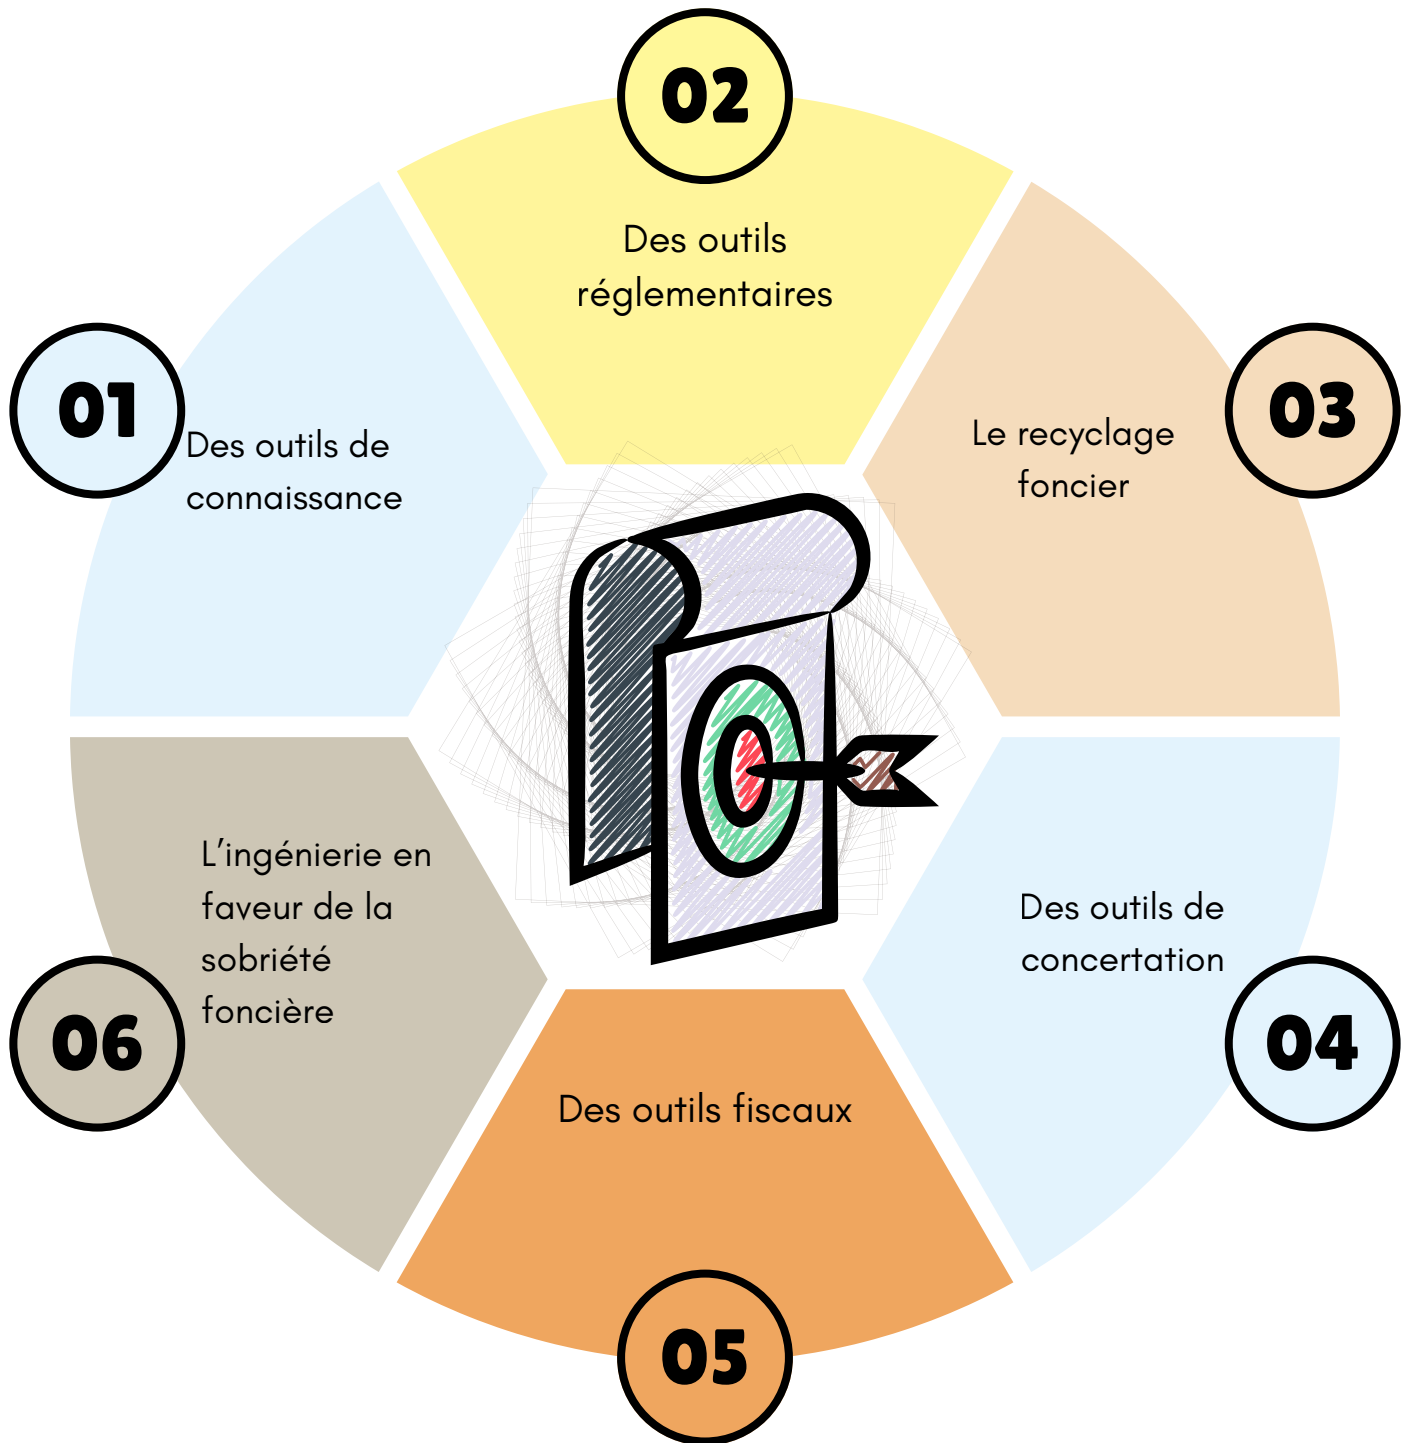 01
Des outils de
connaissance
02
Des outils
réglementaires
03
Le recyclage
foncier
04
Des outils de
concertation
05
Des outils fiscaux
06
L’ingénierie en
faveur de la
sobriété
foncière